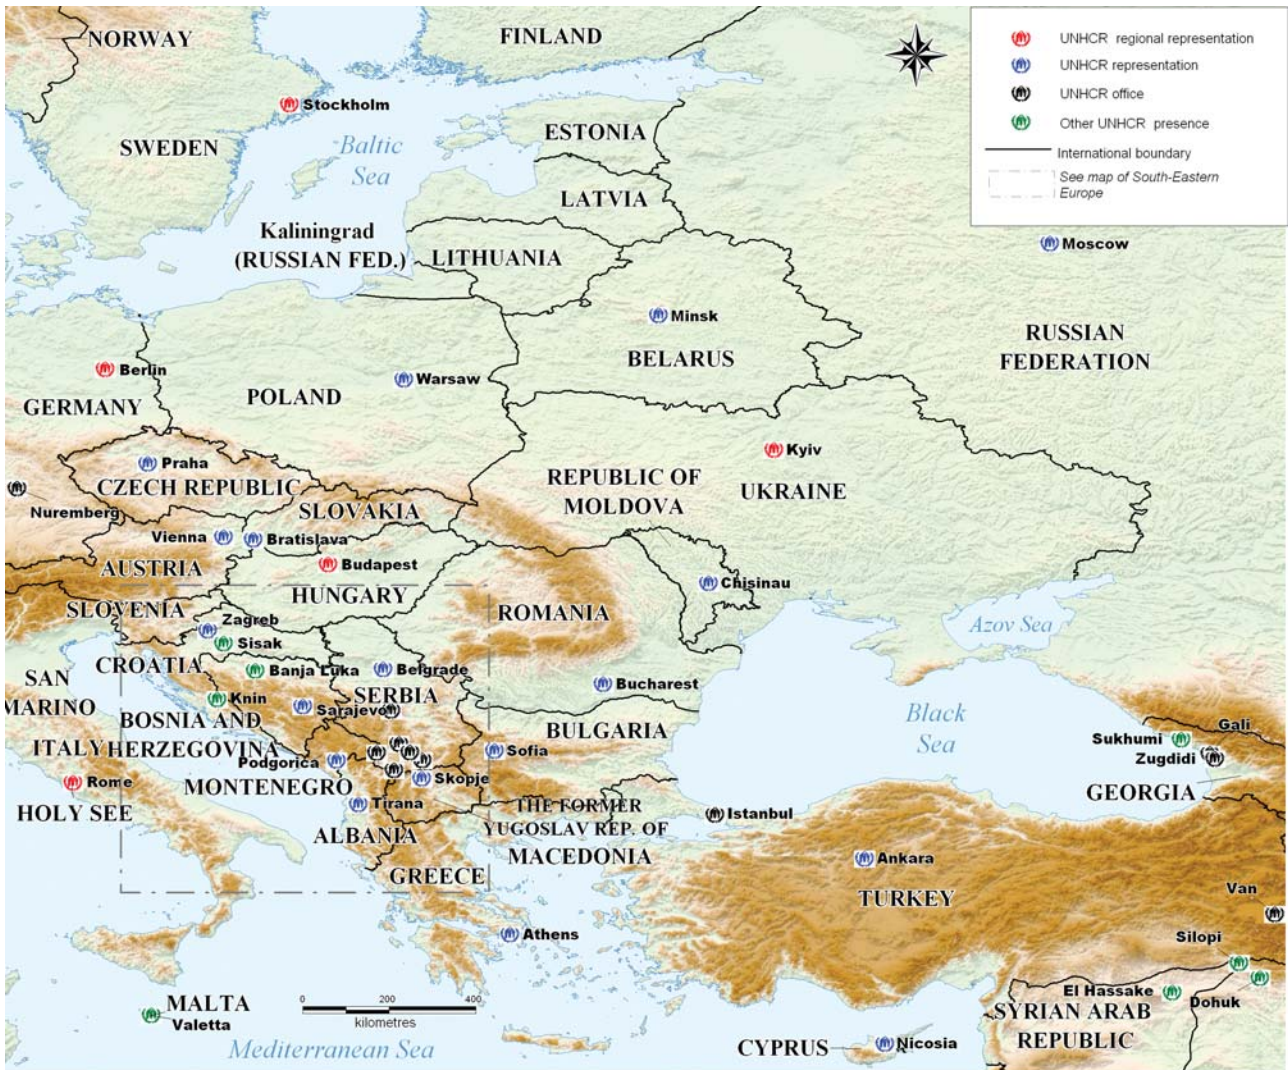 NORWAY
FINLAND
UNHCR regional representation
UNHCR representation
UNHCR office
Other UNHCR presence
International boundary
See map of South-Eastern
Europe
Stockholm
SWEDEN
Baltic
Sea
ESTONIA
LATVIA
Kaliningrad
(RUSSIAN FED.)
LITHUANIA
Moscow
Minsk
BELARUS
RUSSIAN
FEDERATION
Berlin
GERMANY
POLAND
Warsaw
Praha
CZECH REPUBLIC
Nuremberg
SLOVAKIA
REPUBLIC OF
MOLDOVA
Kyiv
UKRAINE
Vienna
Bratislava
AUSTRIA
Budapest
HUNGARY
SLOVENIA
ROMANIA
Chisinau
Azov Sea
Zagreb
Sisak
CROATIA
Banja Luka
Belgrade
SERBIA
SAN
MARINO
Knin
Sarajevo
Bucharest
BOSNIA AND
HERZEGOVINA
ITALY
BULGARIA
Black
Sea
Gali
Sukhumi
Zugdidi
GEORGIA
Podgorica
MONTENEGRO
Sofia
Skopje
Rome
HOLY SEE
Tirana
ALBANIA
THE FORMER
YUGOSLAV REP. OF
MACEDONIA
Istanbul
GREECE
Ankara
TURKEY
Van
Athens
Silopi
El Hassake
Dohuk
SYRIAN ARAB
REPUBLIC
MALTA
Valetta
0 200 400
kilometres
Mediterranean Sea
CYPRUS
Nicosia